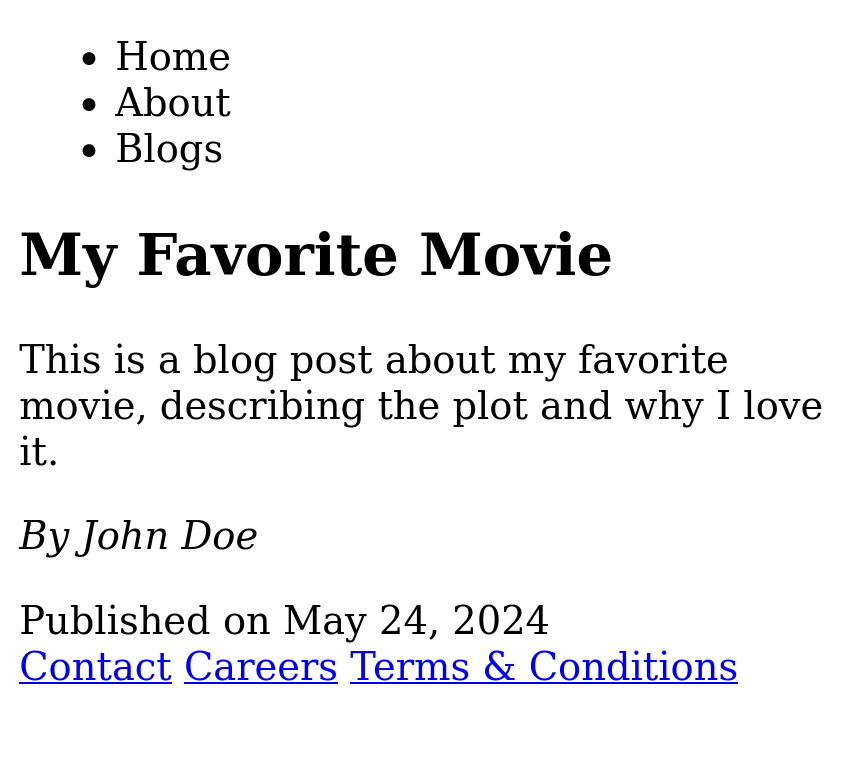 Home
About
Blogs
My Favorite Movie
This is a blog post about my favorite
movie, describing the plot and why I love
it.
By John Doe
Published on May 24, 2024
Contact Careers Terms & Conditions